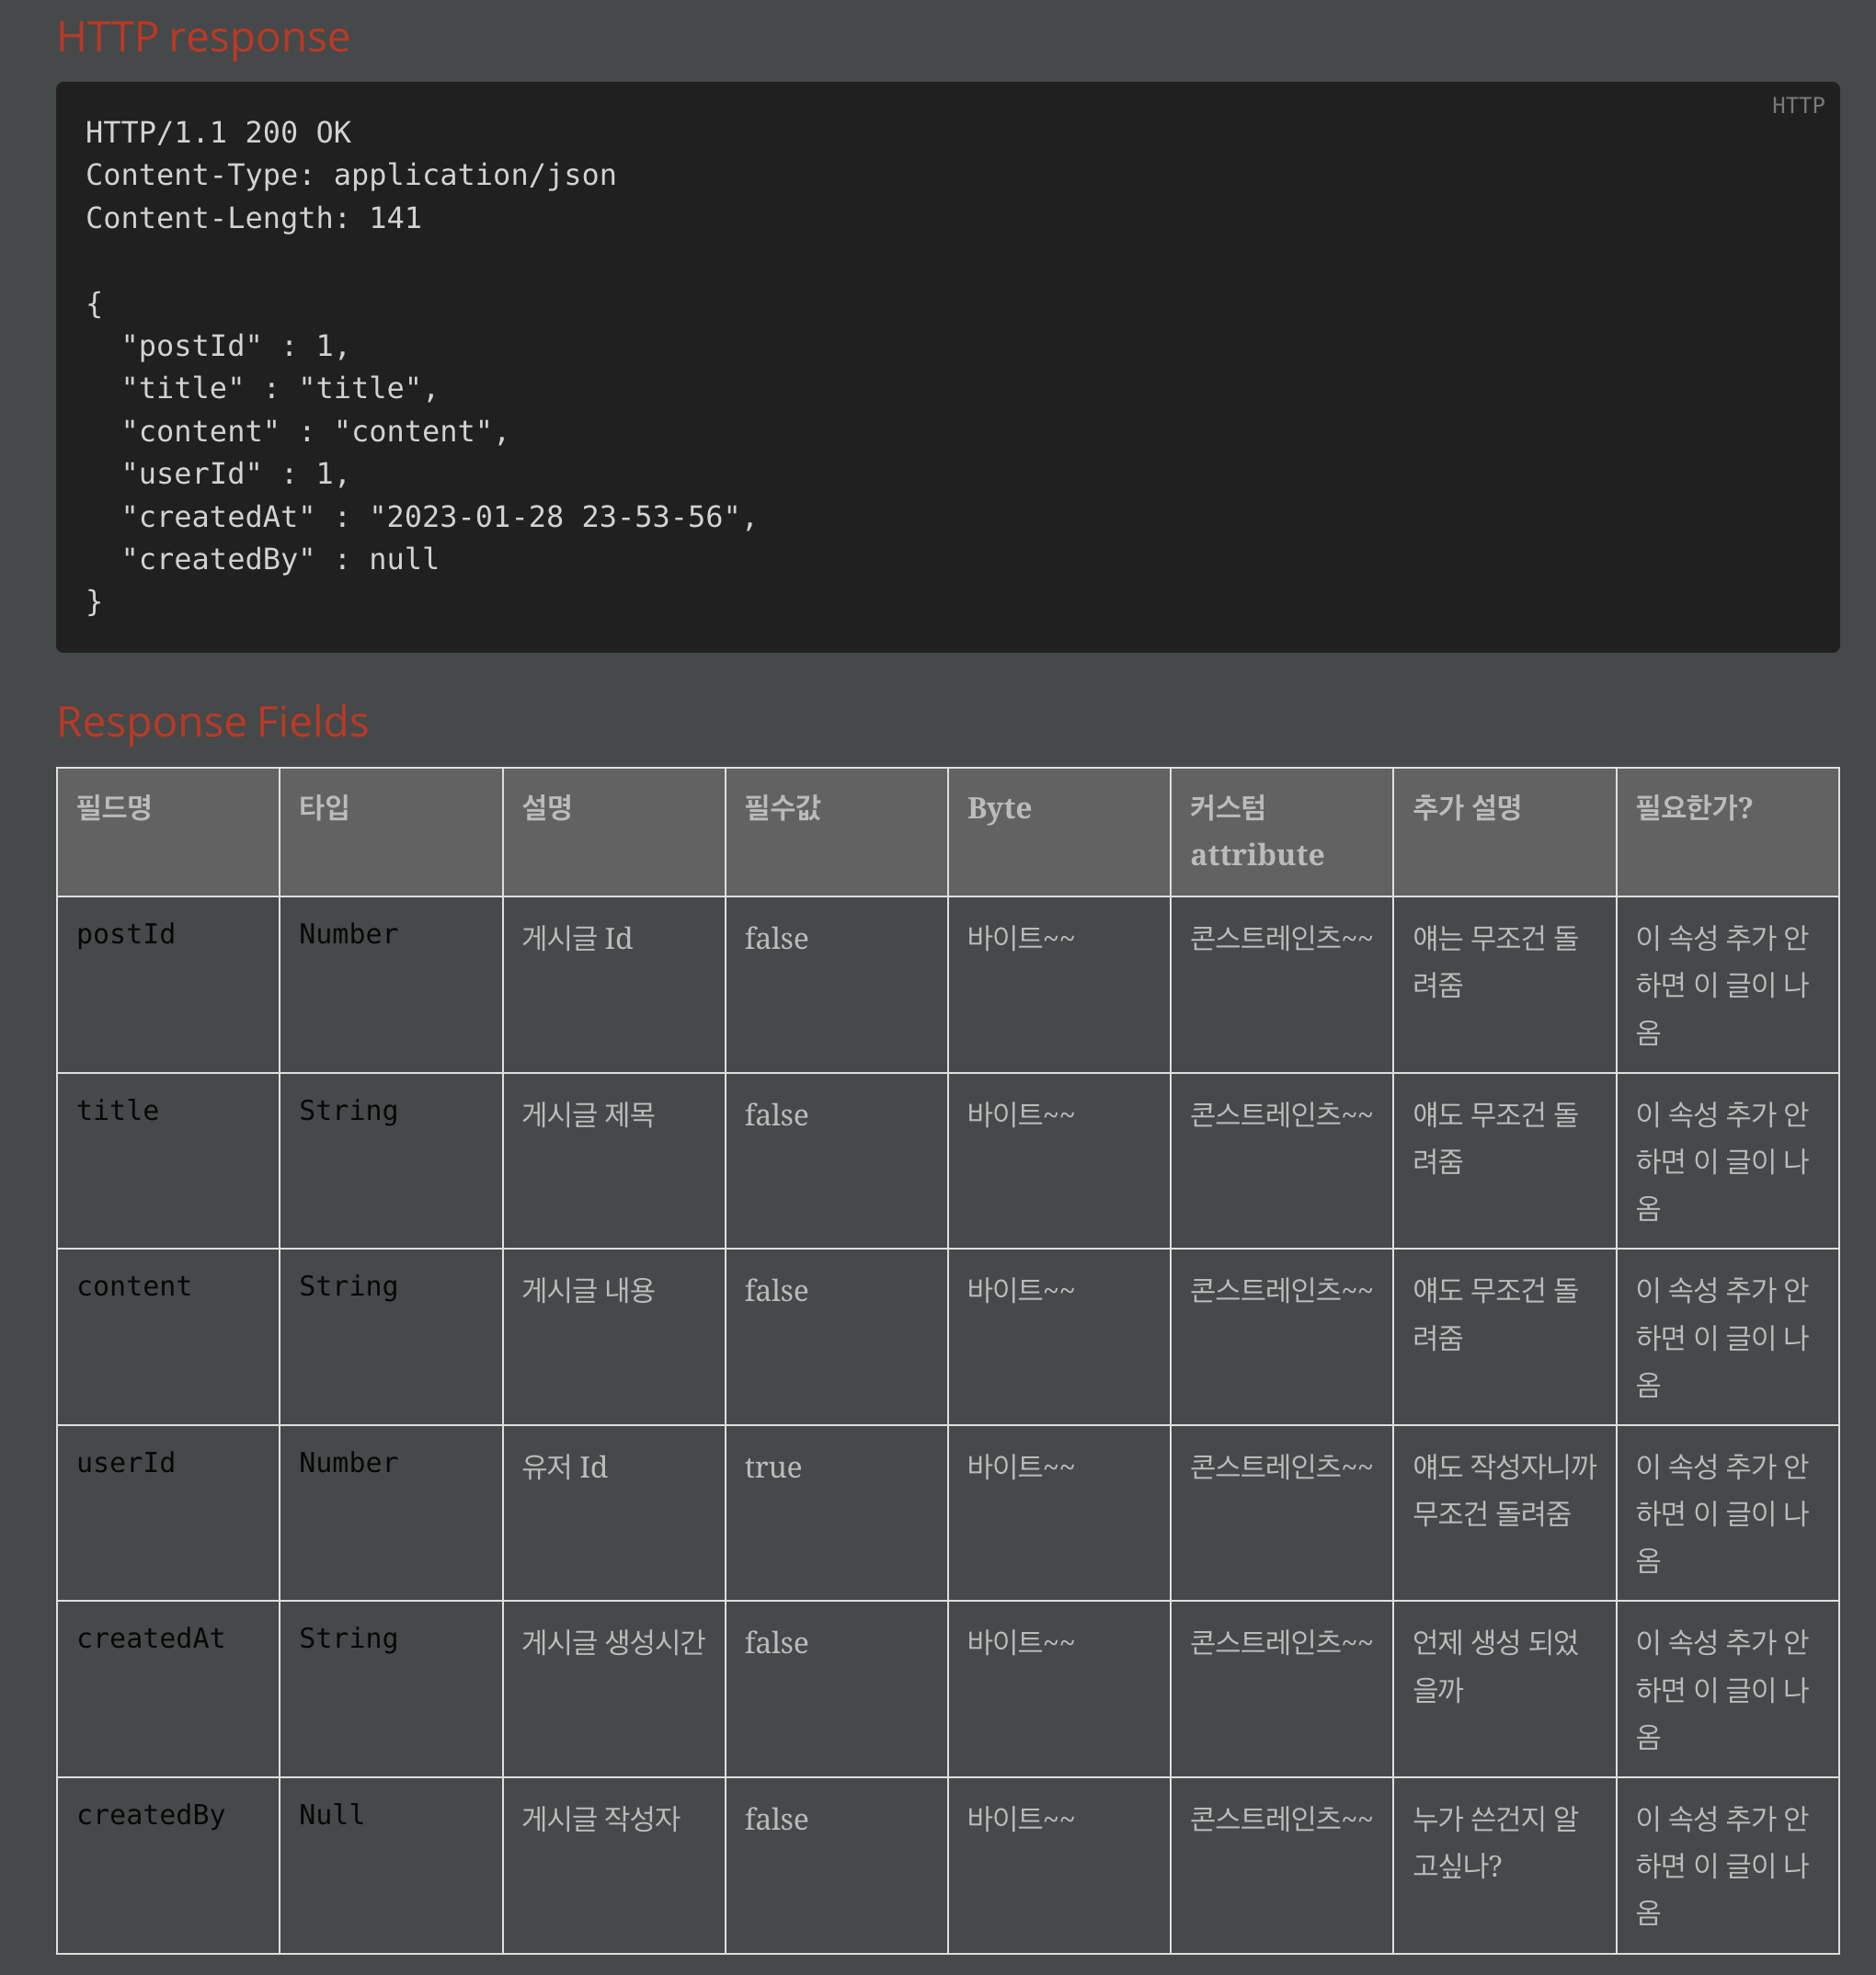 HTTP response
HTTP
HTTP/1.1 200 OK
Content-Type: application/json
Content-Length: 141
{
"postId" : 1,
"title" : "title",
"content" : "content",
"userId" : 1,
"createdAt" : "2023-01-28 23-53-56",
"createdBy" : null
}
Response Fields
필드명 타입 설명 필수값 Byte 커스텀 추가 설명 필요한가?
attribute
postId Number 게시글 Id false 바이트~~ 콘스트레인츠~~ 얘는 무조건 돌 이 속성 추가 안
려줌 하면 이 글이 나
옴
title String 게시글 제목 false 바이트~~ 콘스트레인츠~~ 얘도 무조건 돌 이 속성 추가 안
려줌 하면 이 글이 나
옴
content String 게시글 내용 false 바이트~~ 콘스트레인츠~~ 얘도 무조건 돌 이 속성 추가 안
려줌 하면 이 글이 나
옴
userId Number 유저 Id true 바이트~~ 콘스트레인츠~~ 얘도 작성자니까 이 속성 추가 안
무조건 돌려줌 하면 이 글이 나
옴
createdAt String 게시글 생성시간 false 바이트~~ 콘스트레인츠~~ 언제 생성 되었 이 속성 추가 안
을까 하면 이 글이 나
옴
createdBy Null 게시글 작성자 false 바이트~~ 콘스트레인츠~~ 누가 쓴건지 알 이 속성 추가 안
고싶나? 하면 이 글이 나
옴